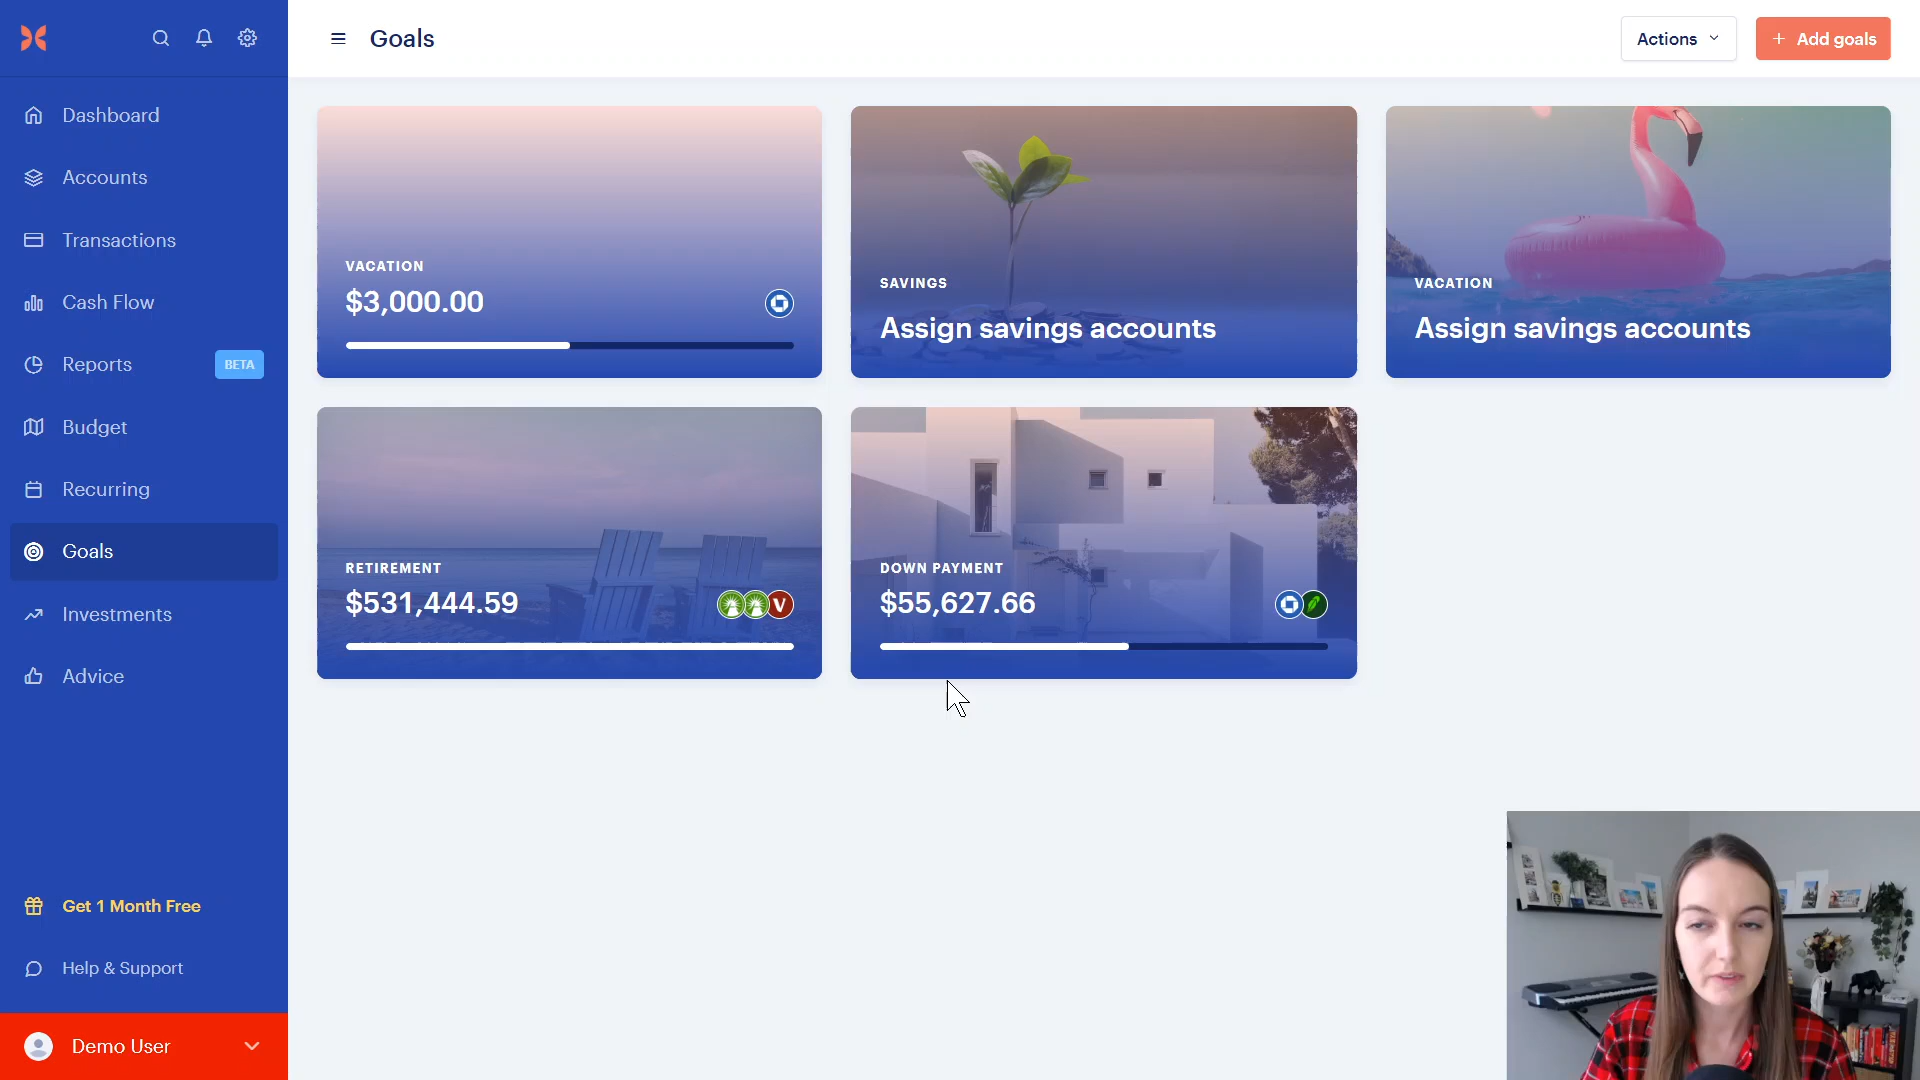 Goals
Actions
+ Add goals
Dashboard
Accounts
Transactions
Cash Flow
Reports
BETA
Budget
Recurring
Goals
Investments
Advice
Get 1 Month Free
Help & Support
Demo User
VACATION
$3,000.00
SAVINGS
Assign savings accounts
VACATION
Assign savings accounts
RETIREMENT
$531,444.59
V
DOWN PAYMENT
$55,627.66